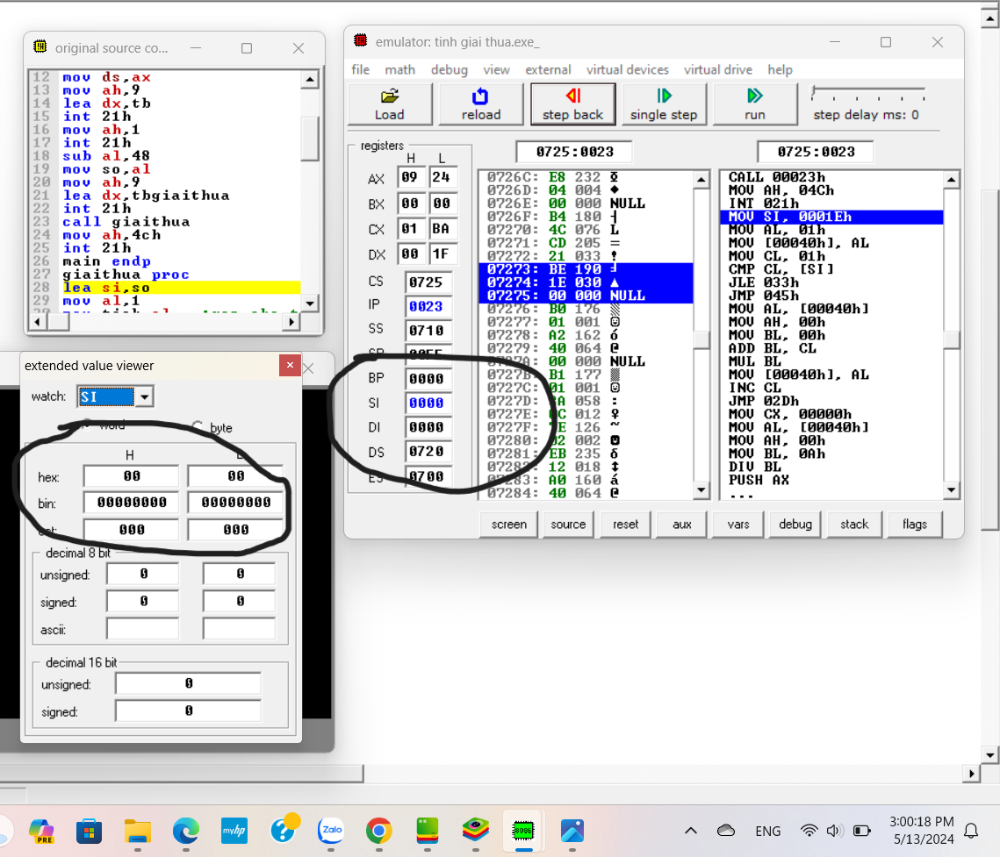 original source co...
12 mov ds,ax
13 mov ah,9
14 lea dx,tb
15 int 21h
16 mov ah,1
17 int 21h
18 sub al,48
19 mov so,al
20 mov ah,9
21 lea dx,tbgiaithua
22 int 21h
23 call giaithua
24 mov ah,4ch
25 int 21h
26 main endp
27 giaithua proc
28 lea si,so
29 mov al,1
extended value viewer
watch: SI
word byte
H
hex: 00 00
bin: 00000000 00000000
000 000
decimal 8 bit
unsigned: 0 0
signed: 0 0
ascii:
decimal 16 bit
unsigned: 0
signed: 0
emulator: tinh giai thua.exe_
file math debug view external virtual devices virtual drive help
Load reload step back single step run step delay ms: 0
registers
H L
AX 09 24
BX 00 00
CX 01 BA
DX 00 1F
CS 0725
IP 0023
SS 0710
BP 0000
SI 0000
DI 0000
DS 0720
ES 0700
0725:0023 0725:0023
0726C: E8 232
0726D: 04 004 ♦
0726E: 00 000 NULL
0726F: B4 180 ┤
07270: 4C 076 L
07271: CD 205 =
07272: 21 033 !
07273: BE 190 ╛
07274: 1E 030 ▲
07275: 00 000 NULL
07276: B0 176 ░
07277: 01 001 ☺
07278: A2 162 ó
07279: 40 064 @
0727A: 00 000 NULL
0727B: B1 177 ▒
0727C: 01 001 ☺
0727D: 3A 058 :
0727E: 0C 012 ♀
0727F: 7E 126 ~
07280: 02 002 ☻
07281: EB 235 δ
07282: 12 018 ↕
07283: A0 160 á
07284: 40 064 @
CALL 00023h
MOV AH, 04Ch
INT 021h
MOV SI, 0001Eh
MOV AL, 01h
MOV [00040h], AL
MOV CL, 01h
CMP CL, [SI]
JLE 033h
JMP 045h
MOV AL, [00040h]
MOV AH, 00h
MOV BL, 00h
ADD BL, CL
MUL BL
MOV [00040h], AL
INC CL
JMP 02Dh
MOV CX, 00000h
MOV AL, [00040h]
MOV AH, 00h
MOV BL, 0Ah
DIV BL
PUSH AX
...
screen source reset aux vars debug stack flags
PRE
myhp
Zalo
8086
ENG
3:00:18 PM
5/13/2024